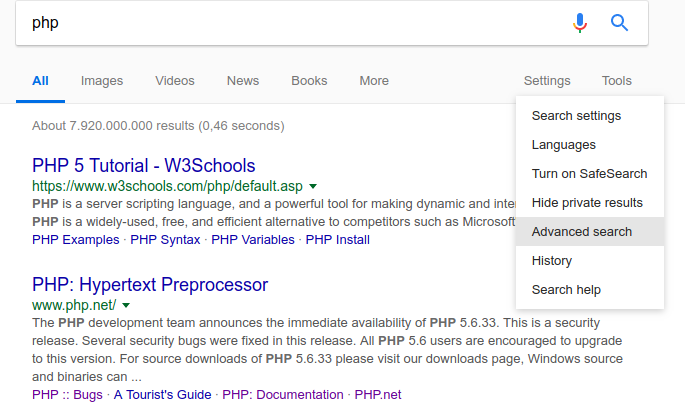 php
All Images Videos News Books More Settings Tools
Search settings
Languages
Turn on SafeSearch
Hide private results
Advanced search
History
Search help
About 7.920.000.000 results (0,46 seconds)
PHP 5 Tutorial - W3Schools
https://www.w3schools.com/php/default.asp
PHP is a server scripting language, and a powerful tool for making dynamic and
PHP is a widely-used, free, and efficient alternative to competitors such as Microsoft
PHP Examples · PHP Syntax · PHP Variables · PHP Install
PHP: Hypertext Preprocessor
www.php.net/
The PHP development team announces the immediate availability of PHP 5.6.33. This is a security
release. Several security bugs were fixed in this release. All PHP 5.6 users are encouraged to upgrade
to this version. For source downloads of PHP 5.6.33 please visit our downloads page, Windows source
and binaries can ...
PHP :: Bugs · A Tourist's Guide · PHP: Documentation · PHP.net